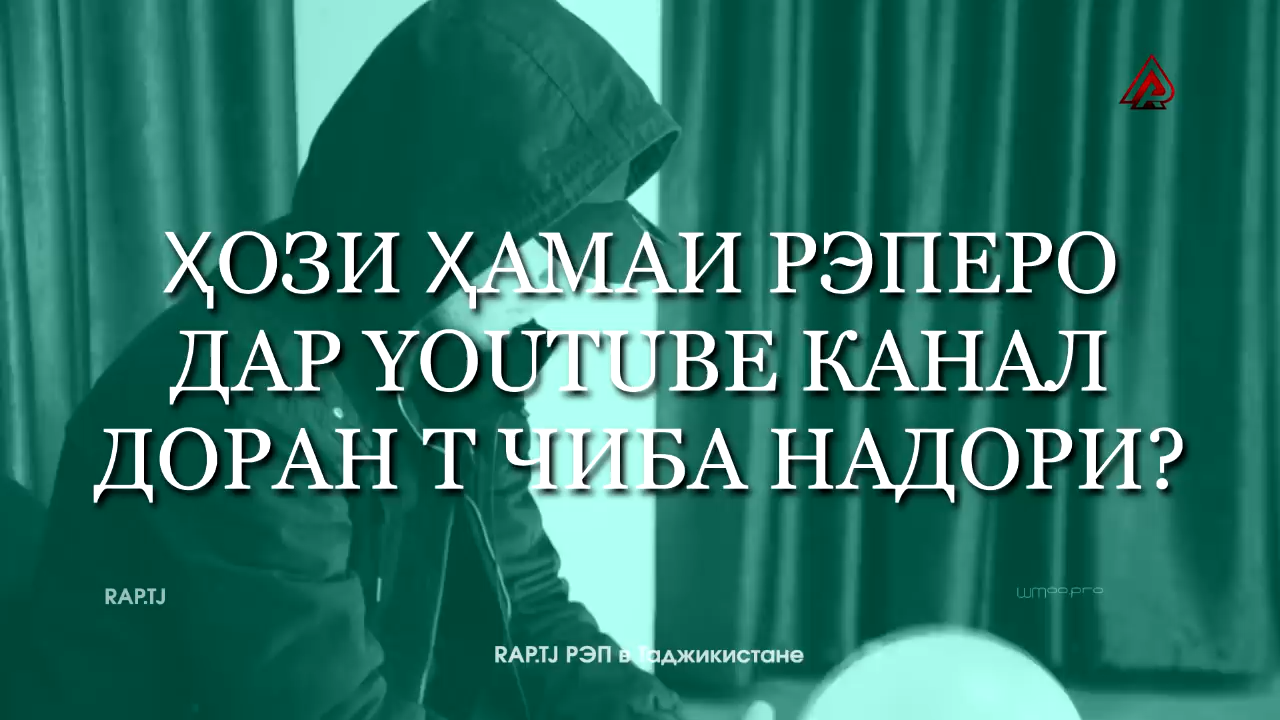 ҲОЗИ ҲАМАИ РЭПЕРО
ДАР YOUTUBE КАНАЛ
ДОРАН Т ЧИБА НАДОРИ?
RAP.TJ
wmoo.pro
RAP.TJ РЭП в Таджикистане